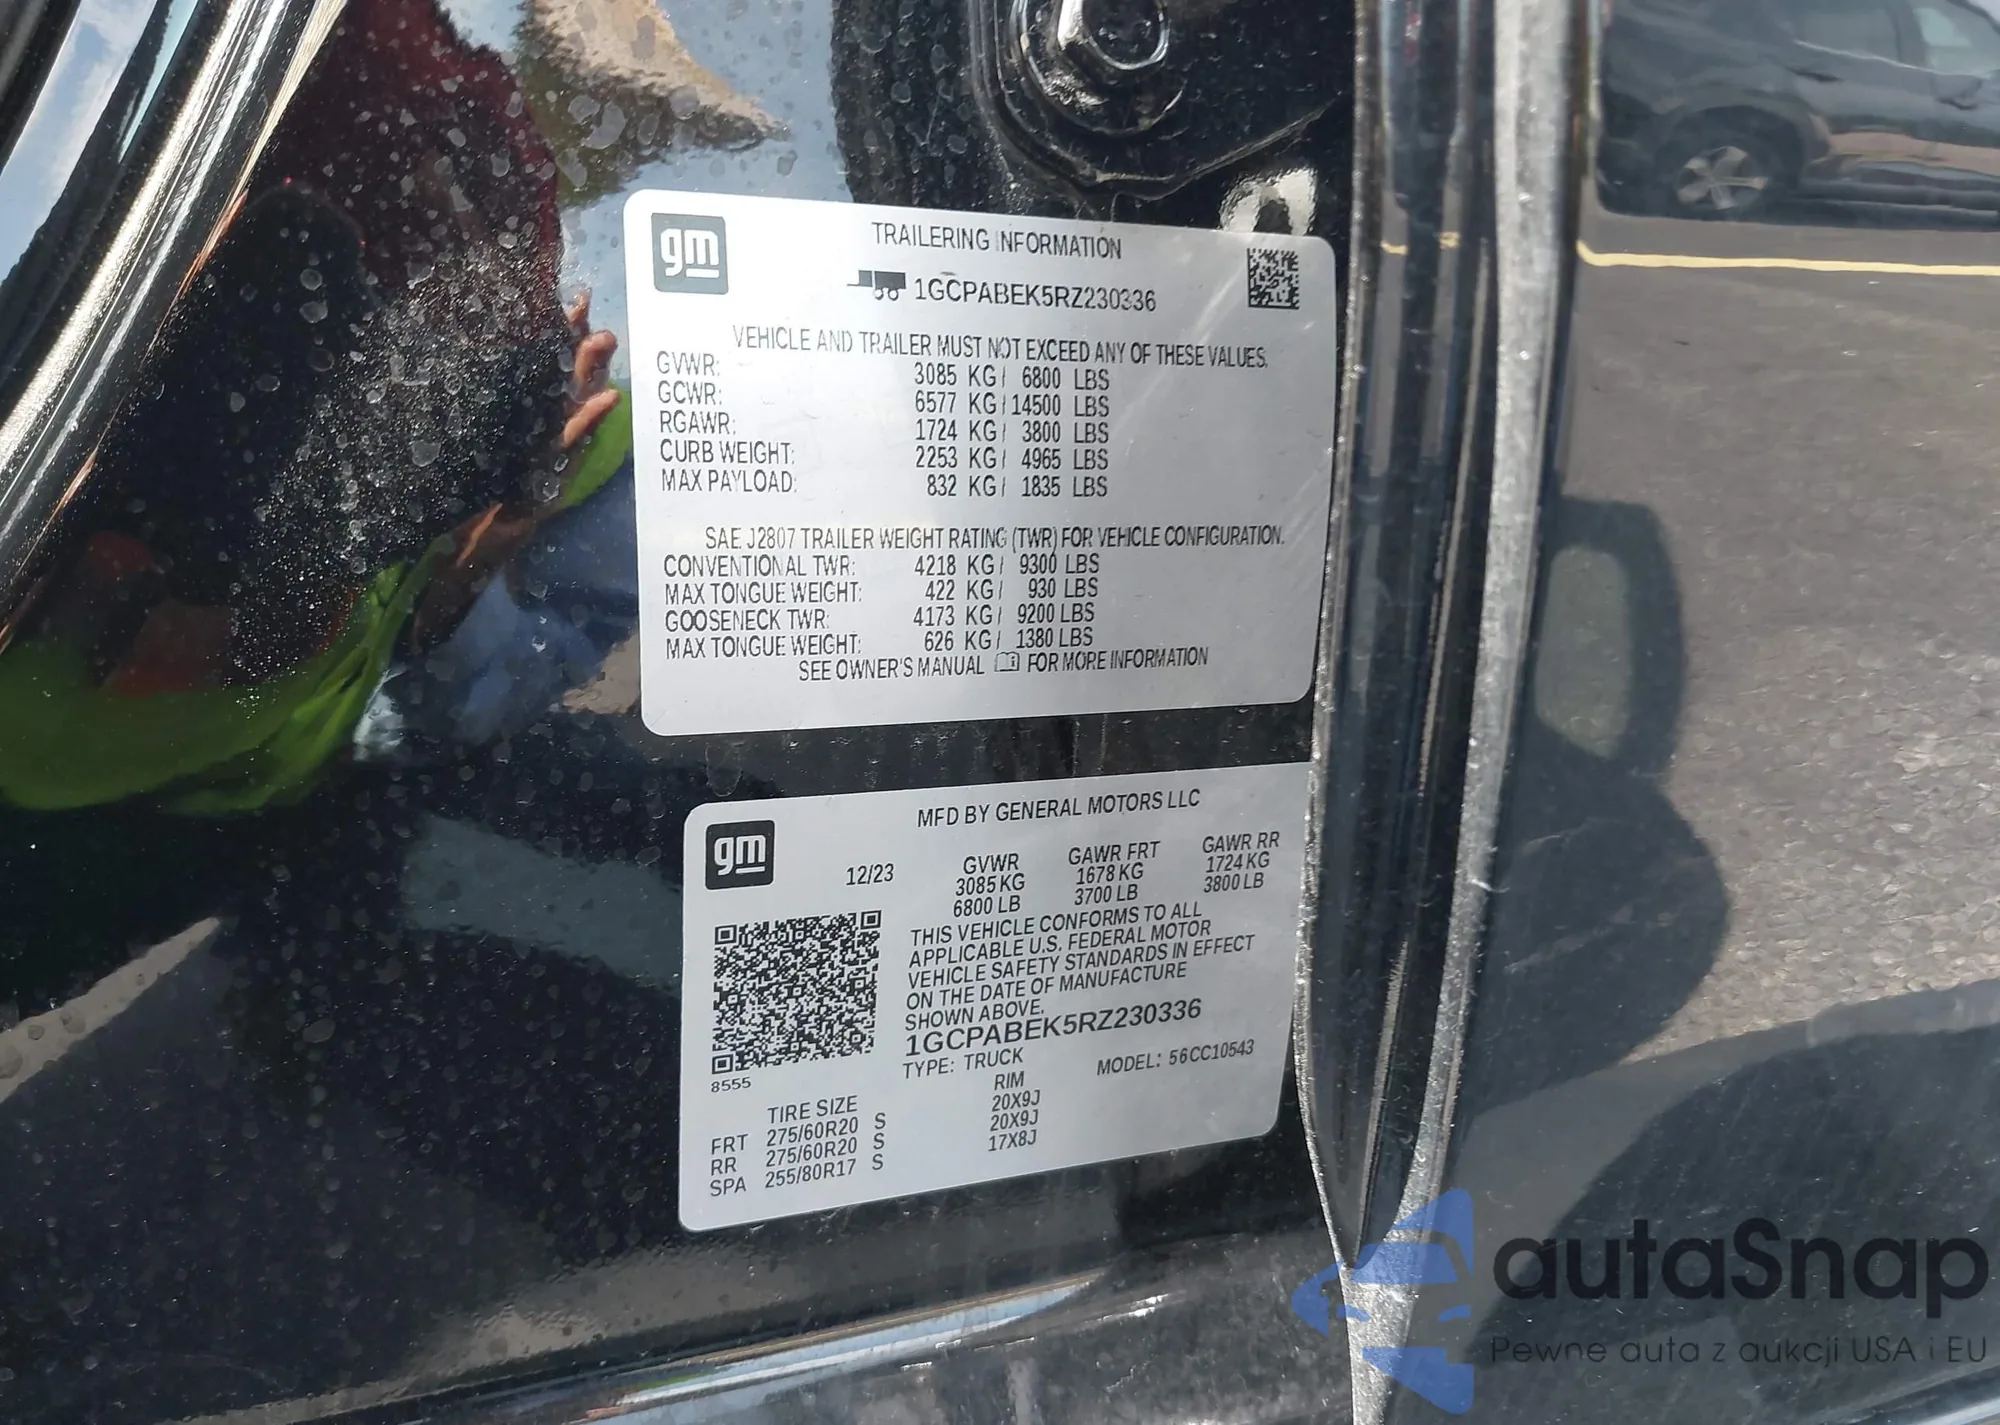 gm
TRAILERING INFORMATION
1GCPABEK5RZ230336
VEHICLE AND TRAILER MUST NOT EXCEED ANY OF THESE VALUES.
GVWR: 3085 KG/ 6800 LBS
GCWR: 6577 KG/ 14500 LBS
RGAWR: 1724 KG/ 3800 LBS
CURB WEIGHT: 2253 KG/ 4965 LBS
MAX PAYLOAD: 832 KG/ 1835 LBS
SAE J2807 TRAILER WEIGHT RATING (TWR) FOR VEHICLE CONFIGURATION.
CONVENTIONAL TWR: 4218 KG/ 9300 LBS
MAX TONGUE WEIGHT: 422 KG/ 930 LBS
GOOSENECK TWR: 4173 KG/ 9200 LBS
MAX TONGUE WEIGHT: 626 KG/ 1380 LBS
SEE OWNER'S MANUAL FOR MORE INFORMATION
gm
MFD BY GENERAL MOTORS LLC
12/23 GVWR GAWR FRT GAWR RR
3085 KG 1678 KG 1724 KG
6800 LB 3700 LB 3800 LB
THIS VEHICLE CONFORMS TO ALL
APPLICABLE U.S. FEDERAL MOTOR
VEHICLE SAFETY STANDARDS IN EFFECT
ON THE DATE OF MANUFACTURE
SHOWN ABOVE.
1GCPABEK5RZ230336
TYPE: TRUCK MODEL: 56CC10543
8555
TIRE SIZE RIM
FRT 275/60R20 S 20X9J
RR 275/60R20 S 20X9J
SPA 255/80R17 S 17X8J
autaSnap
Pewne auta z aukcji USA i EU